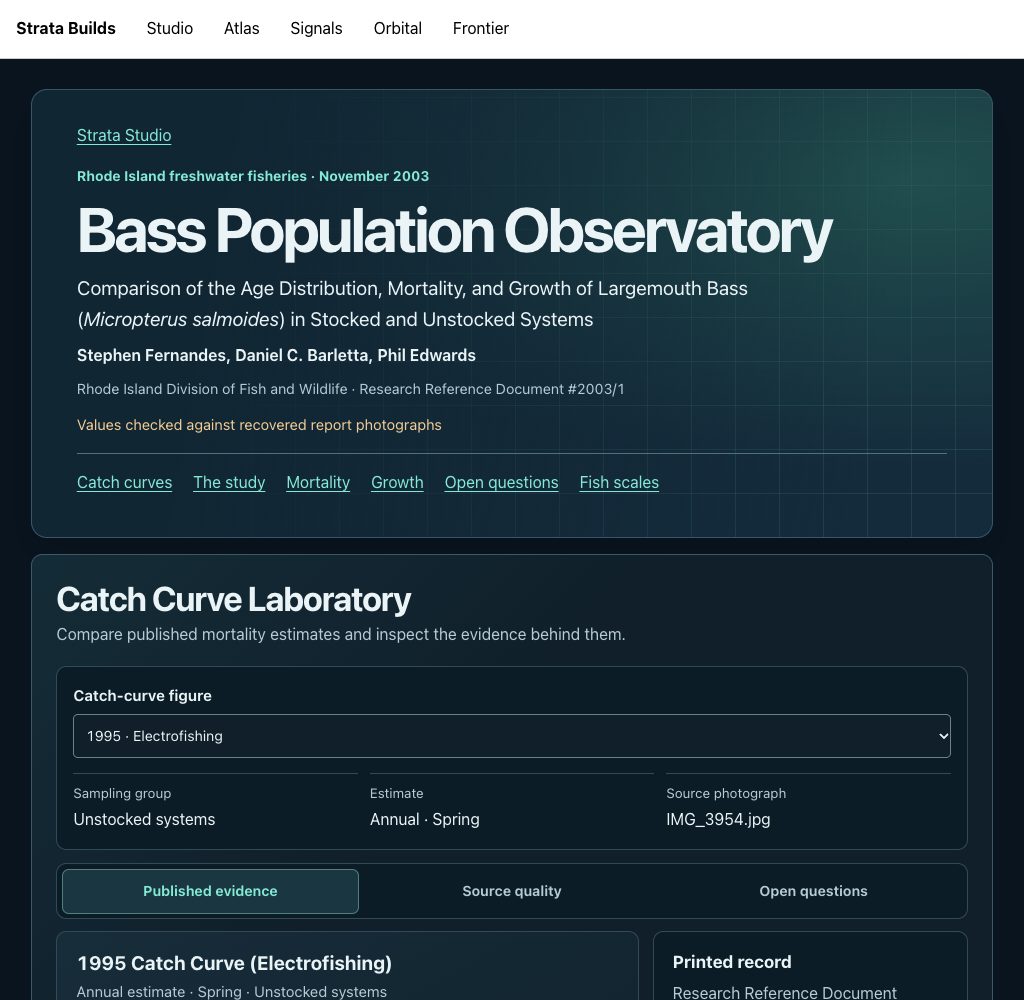 Strata Builds Studio Atlas Signals Orbital Frontier
Strata Studio
Rhode Island freshwater fisheries · November 2003
Bass Population Observatory
Comparison of the Age Distribution, Mortality, and Growth of Largemouth Bass
(Micropterus salmoides) in Stocked and Unstocked Systems
Stephen Fernandes, Daniel C. Barletta, Phil Edwards
Rhode Island Division of Fish and Wildlife · Research Reference Document #2003/1
Values checked against recovered report photographs
Catch curves The study Mortality Growth Open questions Fish scales
Catch Curve Laboratory
Compare published mortality estimates and inspect the evidence behind them.
Catch-curve figure
1995 · Electrofishing
Sampling group Estimate Source photograph
Unstocked systems Annual · Spring IMG_3954.jpg
Published evidence Source quality Open questions
1995 Catch Curve (Electrofishing)
Annual estimate · Spring · Unstocked systems
Printed record
Research Reference Document